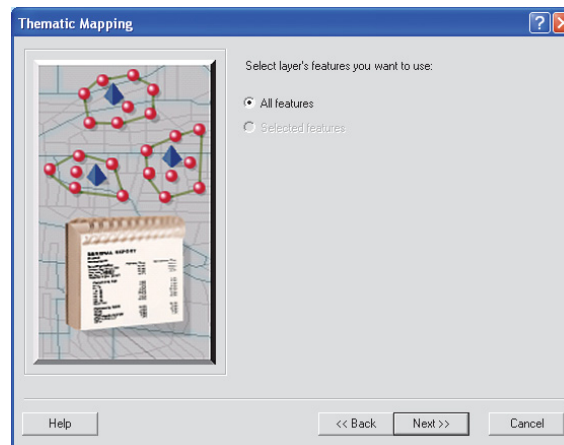 Thematic Mapping
Select layer's features you want to use:
All features
Selected features
Help
<< Back
Next >>
Cancel